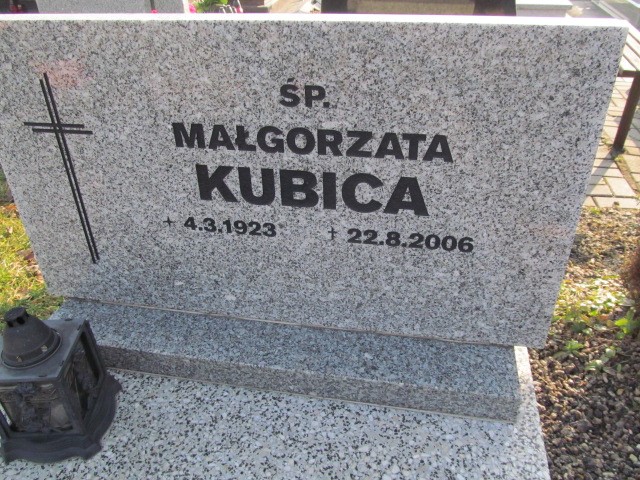 ŚP.
MAŁGORZATA
KUBICA
+ 4.3.1923 † 22.8.2006